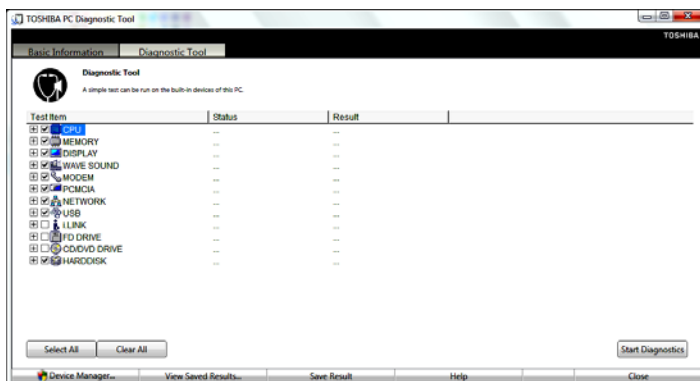 TOSHIBA PC Diagnostic Tool
TOSHIBA
Basic Information Diagnostic Tool
Diagnostic Tool
A simple test can be run on the built-in devices of this PC.
Test Item Status Result
CPU ... ...
MEMORY ... ...
DISPLAY ... ...
WAVE SOUND ... ...
MODEM ... ...
PCMCIA ... ...
NETWORK ... ...
USB ... ...
i.LINK ... ...
FD DRIVE ... ...
CD/DVD DRIVE ... ...
HARDDISK ... ...
Select All Clear All Start Diagnostics
Device Manager... View Saved Results... Save Result Help Close